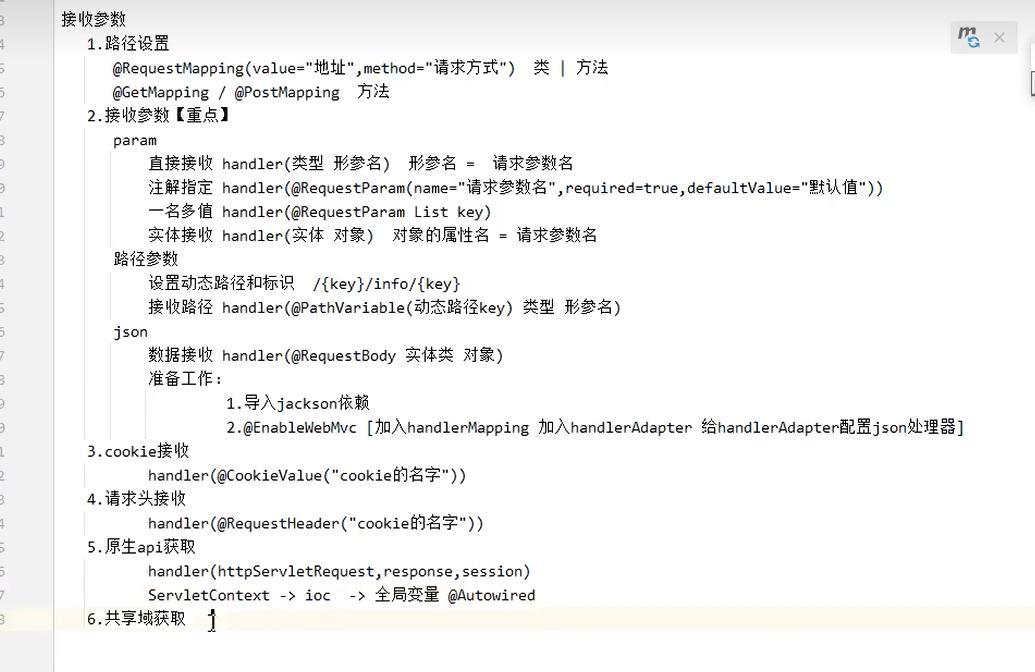 接收参数
1.路径设置
@RequestMapping(value="地址",method="请求方式") 类 | 方法
@GetMapping / @PostMapping 方法
2.接收参数【重点】
param
直接接收 handler(类型 形参名) 形参名 = 请求参数名
注解指定 handler(@RequestParam(name="请求参数名",required=true,defaultValue="默认值"))
一名多值 handler(@RequestParam List key)
实体接收 handler(实体 对象) 对象的属性名 = 请求参数名
路径参数
设置动态路径和标识 /{key}/info/{key}
接收路径 handler(@PathVariable(动态路径key) 类型 形参名)
json
数据接收 handler(@RequestBody 实体类 对象)
准备工作：
1.导入jackson依赖
2.@EnableWebMvc [加入handlerMapping 加入handlerAdapter 给handlerAdapter配置json处理器]
3.cookie接收
handler(@CookieValue("cookie的名字"))
4.请求头接收
handler(@RequestHeader("cookie的名字"))
5.原生api获取
handler(httpServletRequest,response,session)
ServletContext -> ioc -> 全局变量 @Autowired
6.共享域获取